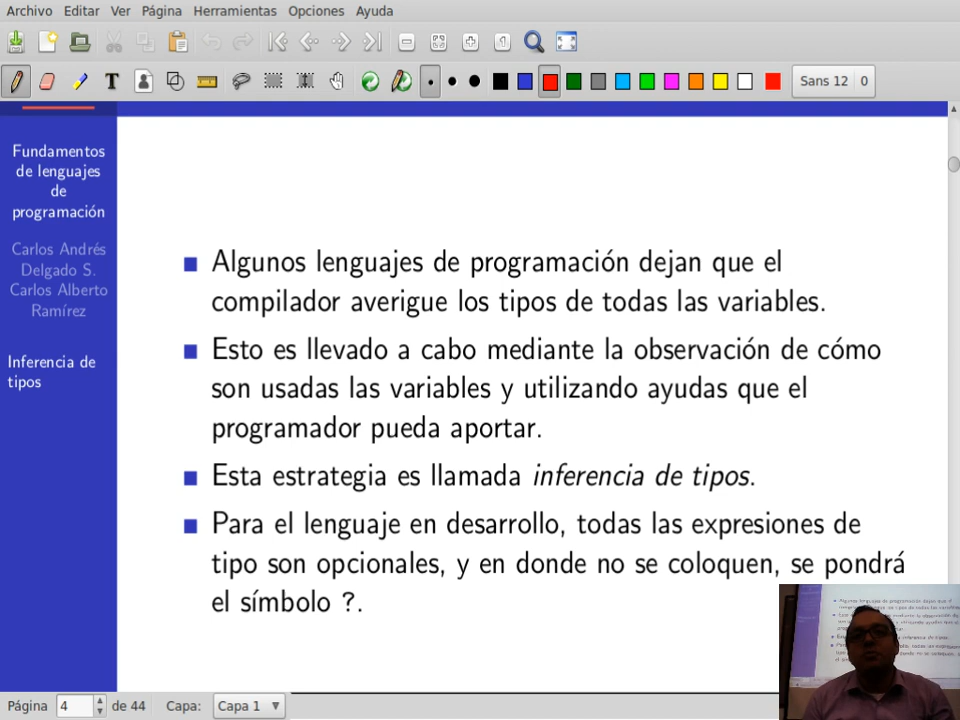 Archivo Editar Ver Página Herramientas Opciones Ayuda
Sans 12 0
Fundamentos
de lenguajes
de
programación
Carlos Andrés
Delgado S.
Carlos Alberto
Ramírez
Inferencia de
tipos
Algunos lenguajes de programación dejan que el
compilador averigue los tipos de todas las variables.
Esto es llevado a cabo mediante la observación de cómo
son usadas las variables y utilizando ayudas que el
programador pueda aportar.
Esta estrategia es llamada inferencia de tipos.
Para el lenguaje en desarrollo, todas las expresiones de
tipo son opcionales, y en donde no se coloquen, se pondrá
el símbolo ?.
Página 4 de 44 Capa: Capa 1